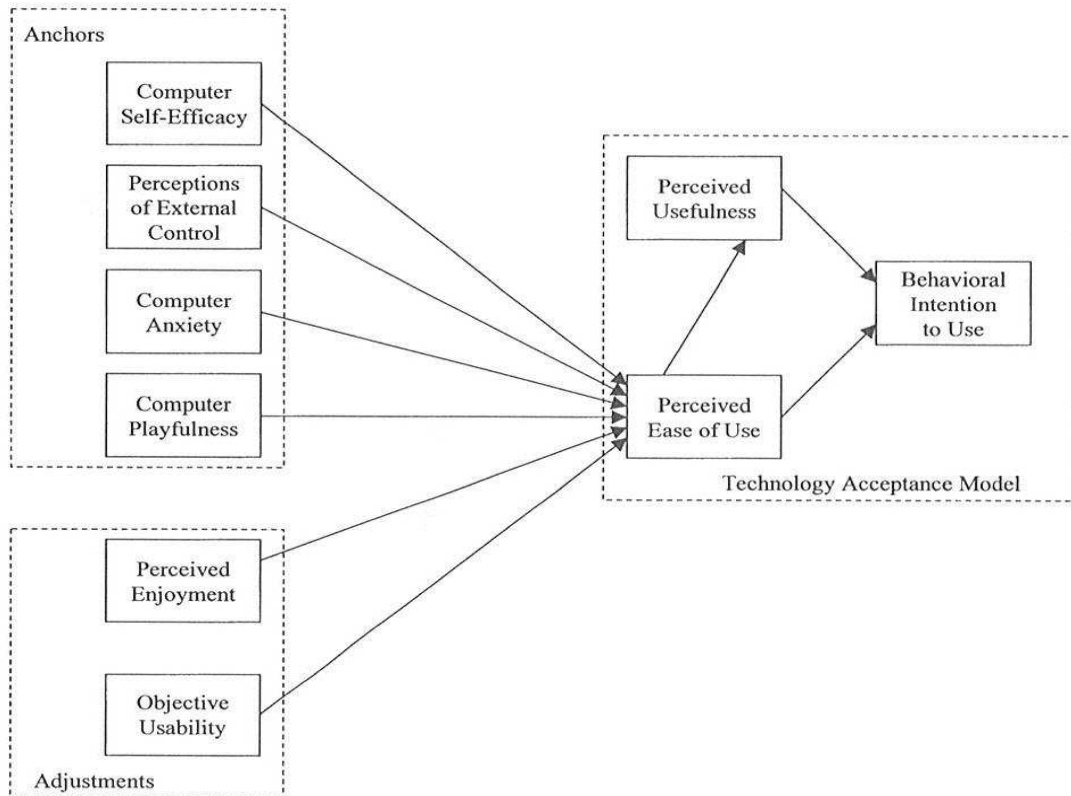 Anchors
Computer
Self-Efficacy
Perceptions
of External
Control
Computer
Anxiety
Computer
Playfulness
Perceived
Usefulness
Behavioral
Intention
to Use
Perceived
Ease of Use
Technology Acceptance Model
Perceived
Enjoyment
Objective
Usability
Adjustments